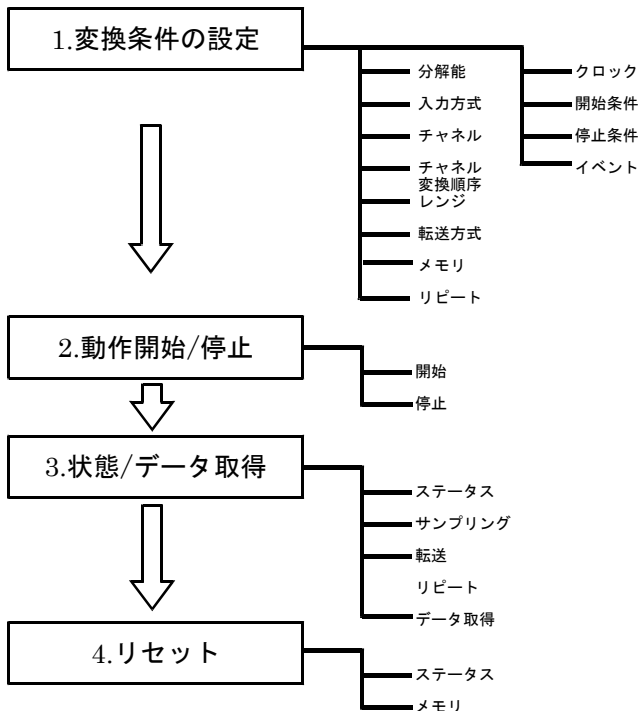 1.変換条件の設定
分解能
入力方式
チャネル
チャネル
変換順序
レンジ
転送方式
メモリ
リピート
クロック
開始条件
停止条件
イベント
2.動作開始/停止
開始
停止
3.状態/データ取得
ステータス
サンプリング
転送
リピート
データ取得
4.リセット
ステータス
メモリ